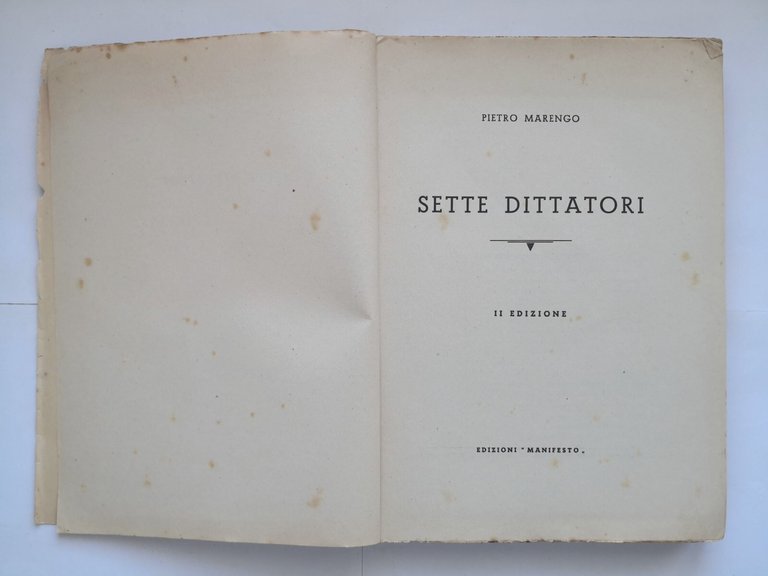 PIETRO MARENGO
SETTE DITTATORI
II EDIZIONE
EDIZIONI "MANIFESTO„